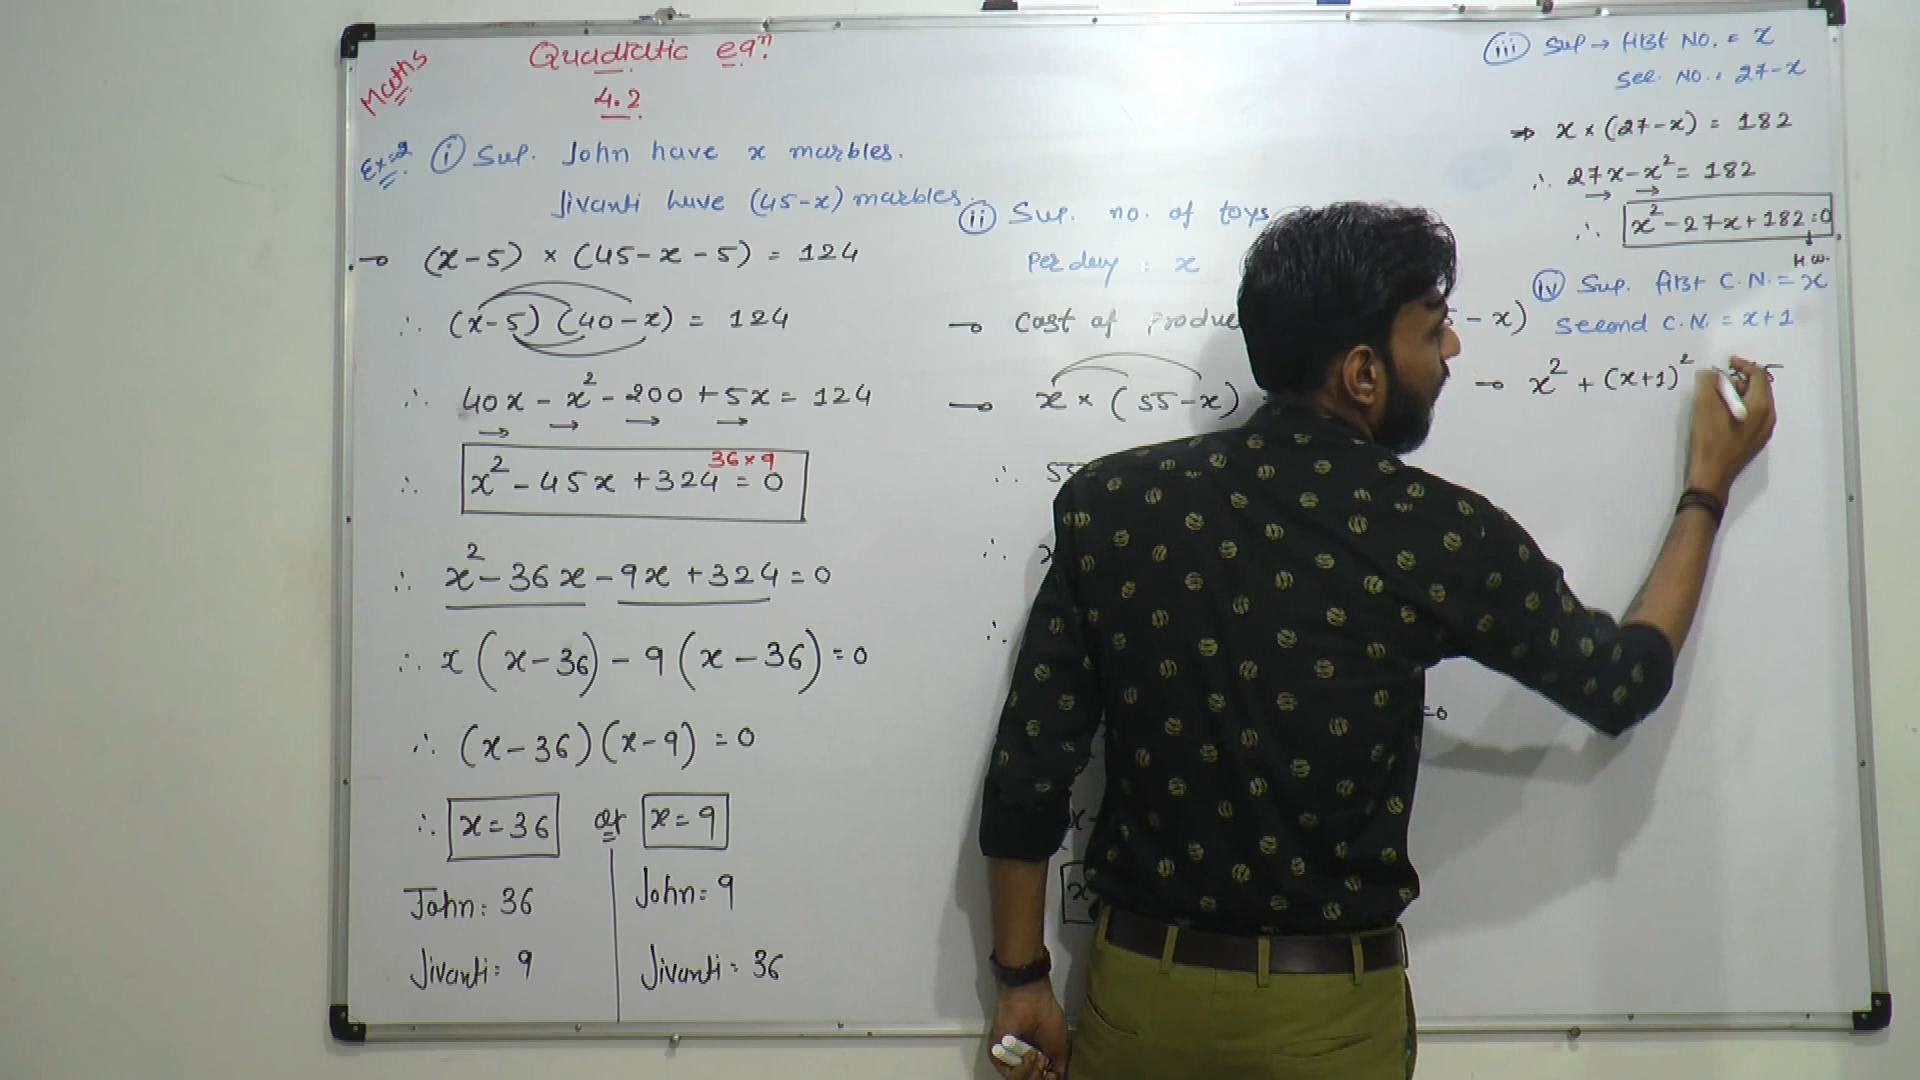 Maths
Quadratic eqⁿ
4.2
Ex=2 (i) Sup. John have x marbles.
Jivanti have (45-x) marbles.
→ (x-5) × (45-x-5) = 124
∴ (x-5) (40-x) = 124
∴ 40x - x² - 200 + 5x = 124
36×9
∴ x² - 45x + 324 = 0
∴ x² - 36x - 9x + 324 = 0
∴ x (x-36) - 9 (x-36) = 0
∴ (x-36)(x-9) = 0
∴ x = 36 or x = 9
John: 36
Jivanti: 9
John: 9
Jivanti: 36
(ii) Sup. no. of toys
Per day : x
→ Cost of - x)
→ x × (55-x)
∴ 55
∴ x
∴
=0
x
(iii) Sup → First No. = x
Sec. No. : 27-x
⇒ x × (27-x) = 182
∴ 27x - x² = 182
∴ x² - 27x + 182 = 0
H.W.
(iv) Sup. First C.N. = x
Second C.N. = x+1
→ x² + (x+1)²